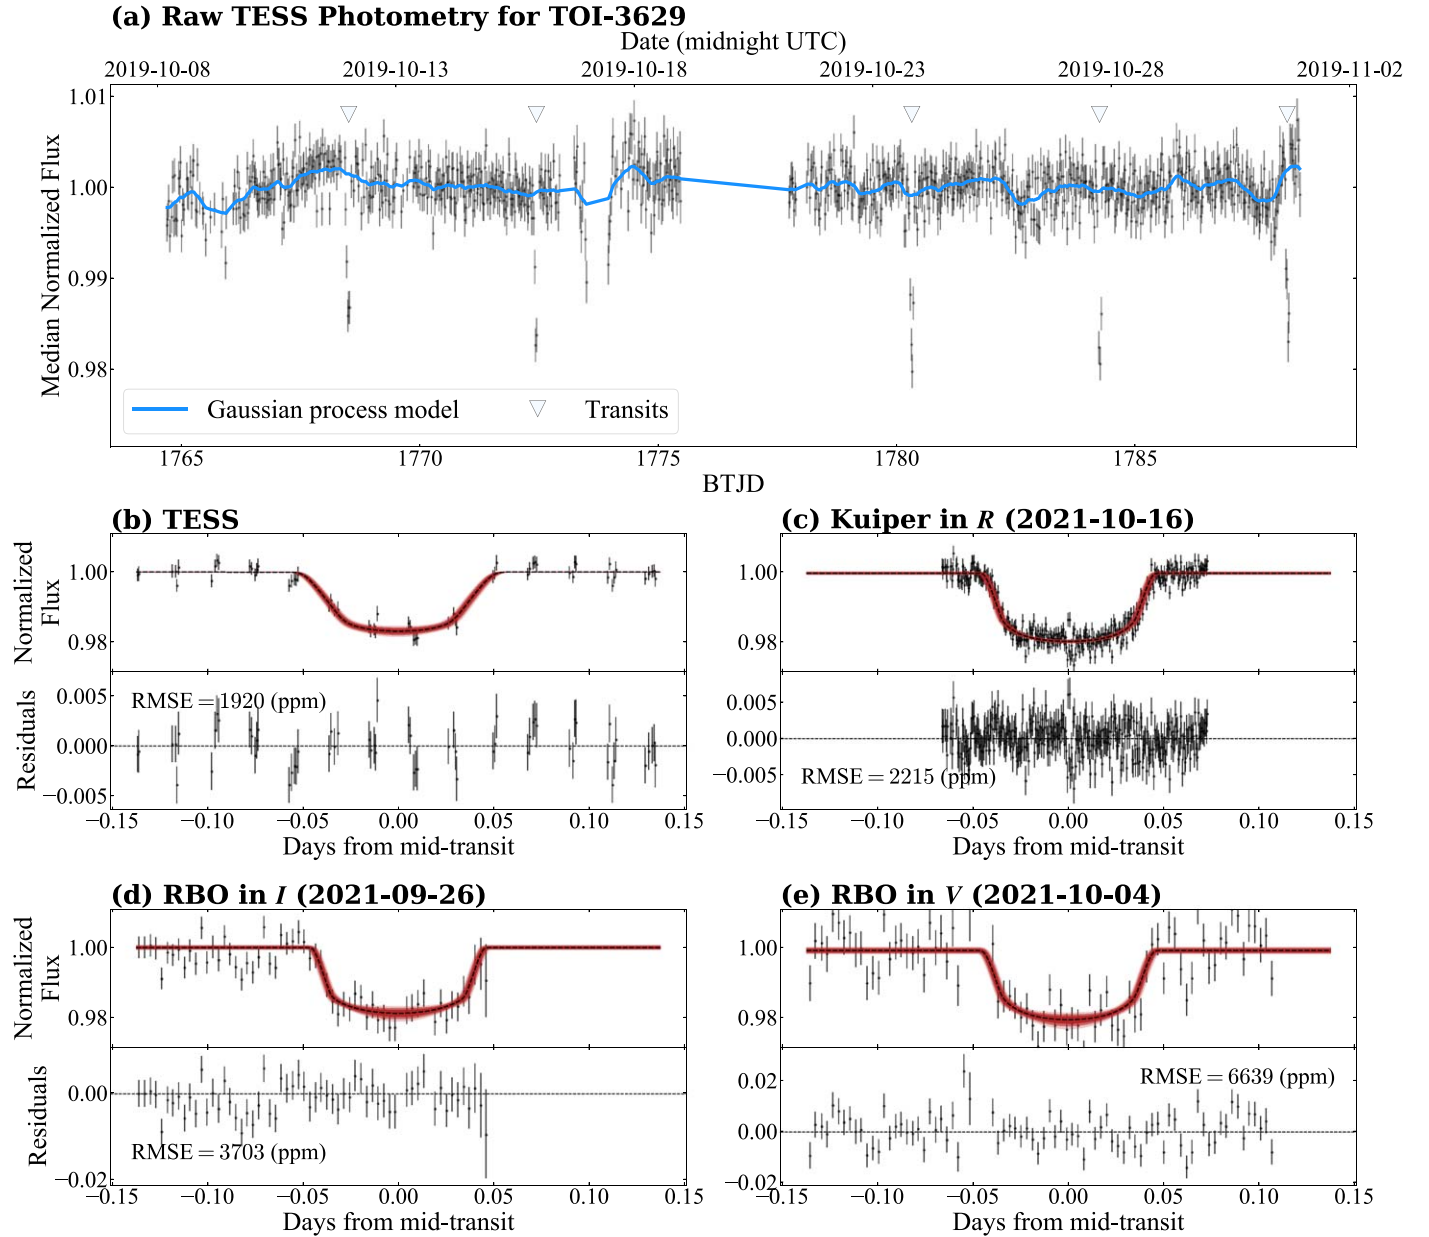 (a) Raw TESS Photometry for TOI-3629
Date (midnight UTC)
2019-10-08 2019-10-13 2019-10-18 2019-10-23 2019-10-28 2019-11-02
Median Normalized Flux
1.01
1.00
0.99
0.98
Gaussian process model Transits
1765 1770 1775 1780 1785
BTJD
(b) TESS
Normalized
Flux
1.00
0.98
Residuals
0.005
0.000
−0.005
RMSE = 1920 (ppm)
−0.15 −0.10 −0.05 0.00 0.05 0.10 0.15
Days from mid-transit
(c) Kuiper in R (2021-10-16)
Normalized
Flux
1.00
0.98
Residuals
0.005
0.000
−0.005
RMSE = 2215 (ppm)
−0.15 −0.10 −0.05 0.00 0.05 0.10 0.15
Days from mid-transit
(d) RBO in I (2021-09-26)
Normalized
Flux
1.00
0.98
Residuals
0.00
−0.02
RMSE = 3703 (ppm)
−0.15 −0.10 −0.05 0.00 0.05 0.10 0.15
Days from mid-transit
(e) RBO in V (2021-10-04)
Normalized
Flux
1.00
0.98
Residuals
0.02
0.00
−0.02
RMSE = 6639 (ppm)
−0.15 −0.10 −0.05 0.00 0.05 0.10 0.15
Days from mid-transit